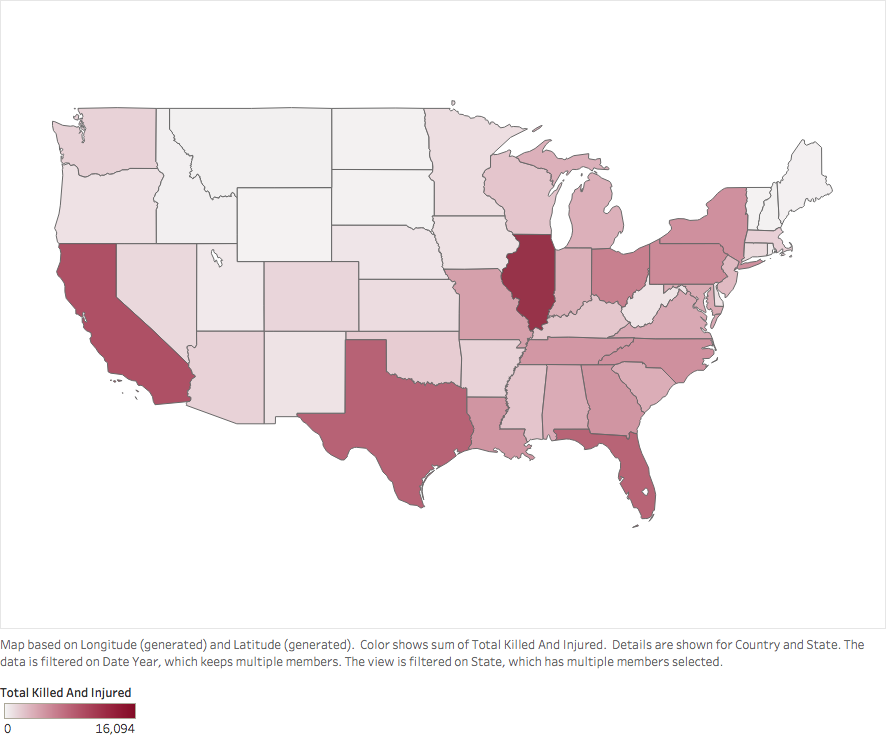 Map based on Longitude (generated) and Latitude (generated).  Color shows sum of Total Killed And Injured.  Details are shown for Country and State. The
data is filtered on Date Year, which keeps multiple members. The view is filtered on State, which has multiple members selected.
Total Killed And Injured
0 16,094